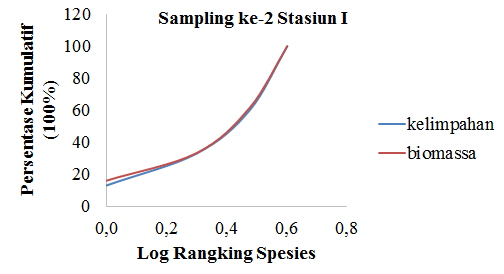 Sampling ke-2 Stasiun I
Persentase Kumulatif
(100%)
120
100
80
60
40
20
0
0,0
0,2
0,4
0,6
0,8
Log Rangking Spesies
kelimpahan
biomassa